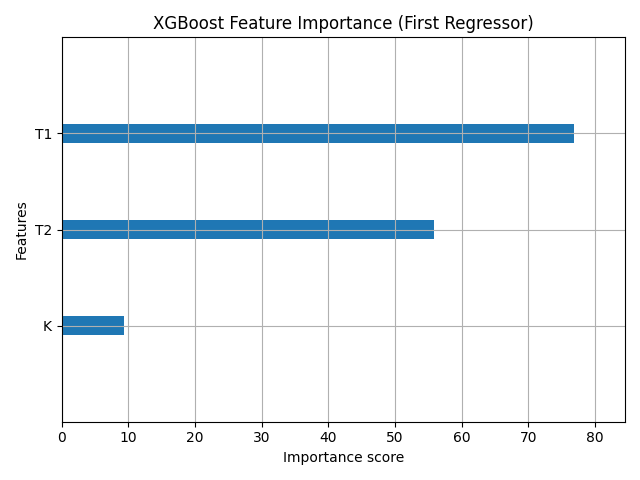 XGBoost Feature Importance (First Regressor)
T1
T2
K
Features
0 10 20 30 40 50 60 70 80
Importance score